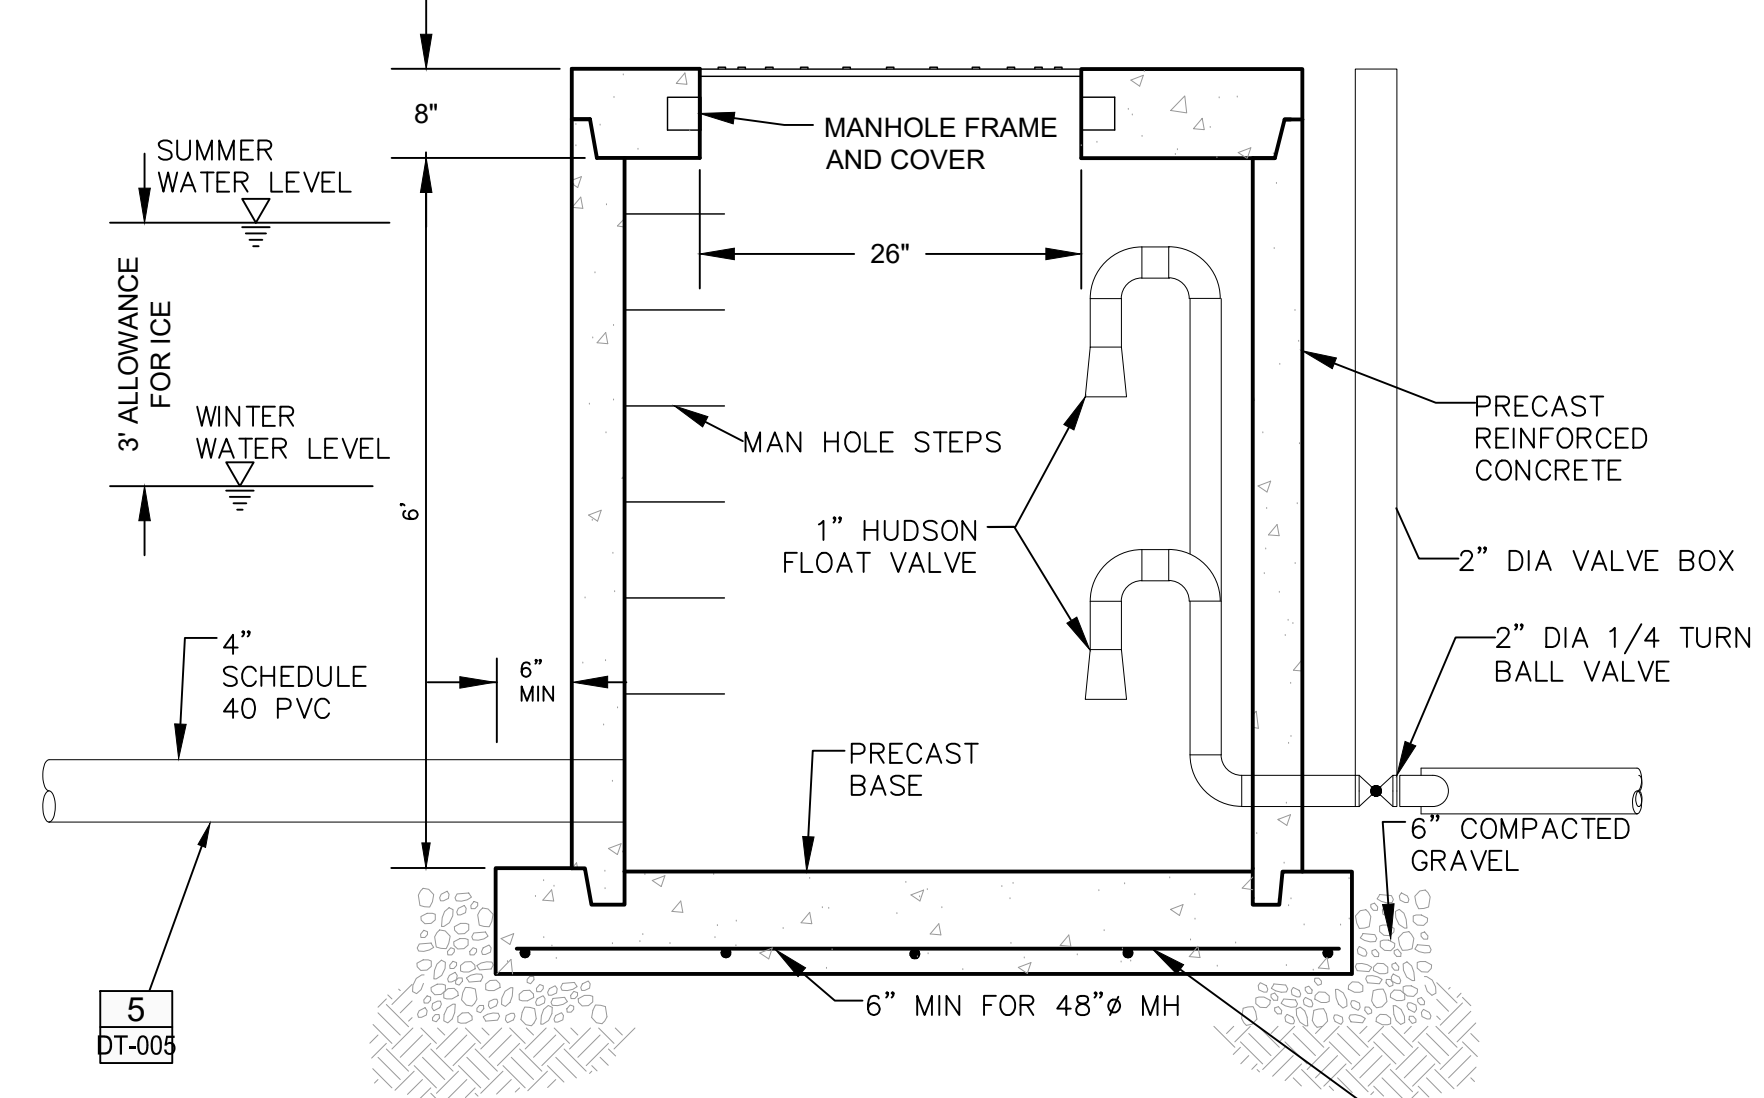 8"
MANHOLE FRAME
AND COVER
SUMMER
WATER LEVEL
26"
3' ALLOWANCE
FOR ICE
WINTER
WATER LEVEL
MAN HOLE STEPS
PRECAST
REINFORCED
CONCRETE
6'
1” HUDSON
FLOAT VALVE
2” DIA VALVE BOX
4”
SCHEDULE
40 PVC
6”
MIN
2” DIA 1/4 TURN
BALL VALVE
PRECAST
BASE
6” COMPACTED
GRAVEL
6” MIN FOR 48”ø MH
5
DT-005